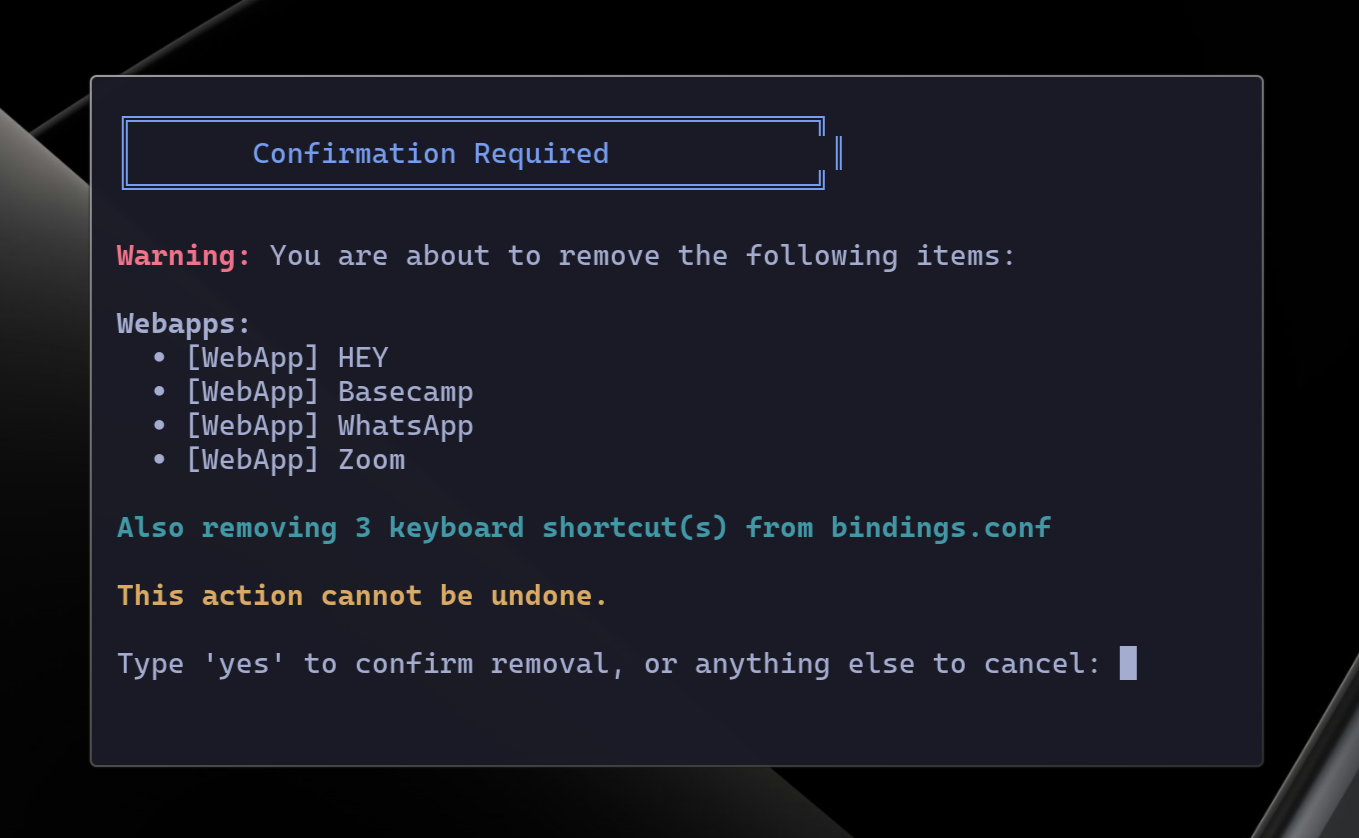 Confirmation Required
Warning: You are about to remove the following items:
Webapps:
• [WebApp] HEY
• [WebApp] Basecamp
• [WebApp] WhatsApp
• [WebApp] Zoom
Also removing 3 keyboard shortcut(s) from bindings.conf
This action cannot be undone.
Type 'yes' to confirm removal, or anything else to cancel: